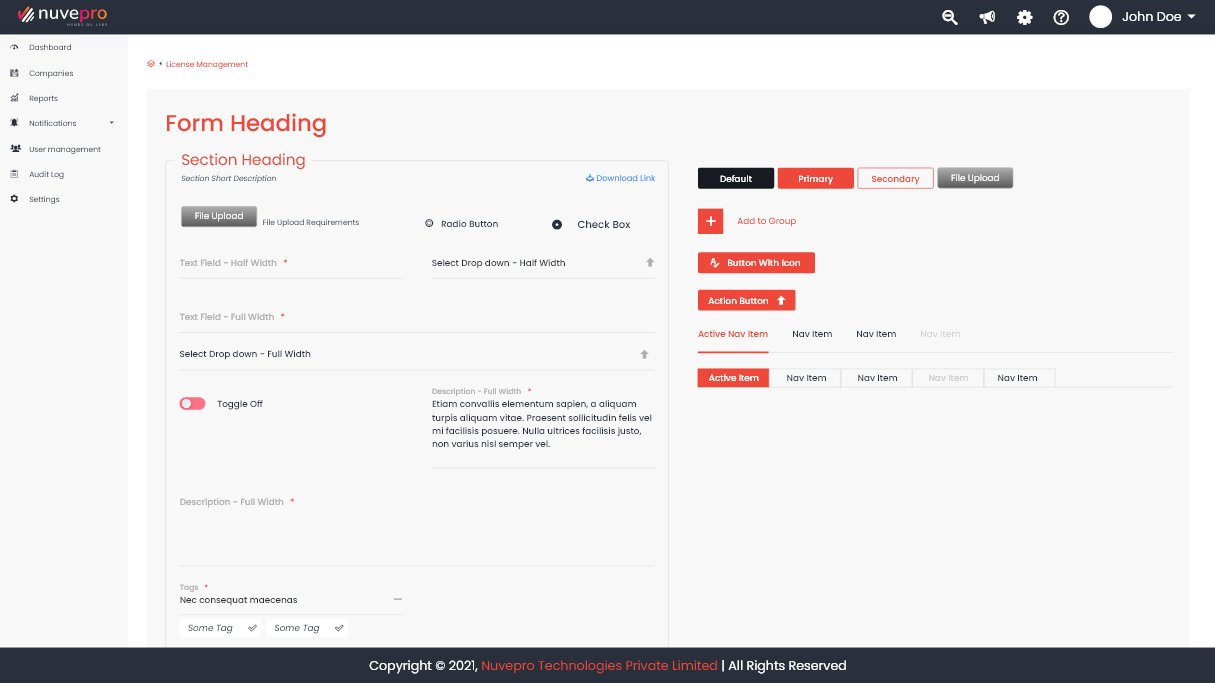 nuvepro
HANDS-ON LABS
John Doe
Dashboard
Companies
Reports
Notifications
User management
Audit Log
Settings
License Management
Form Heading
Section Heading
Section Short Description
Download Link
File Upload
File Upload Requirements
Radio Button
Check Box
Text Field - Half Width *
Select Drop down - Half Width
Text Field - Full Width *
Select Drop down - Full Width
Toggle Off
Description - Full Width *
Etiam convallis elementum sapien, a aliquam
turpis aliquam vitae. Praesent sollicitudin felis vel
mi facilisis posuere. Nulla ultrices facilisis justo,
non varius nisl semper vel.
Description - Full Width *
Tags *
Nec consequat maecenas
Some Tag
Some Tag
Default
Primary
Secondary
File Upload
+ Add to Group
Button With Icon
Action Button
Active Nav Item
Nav Item
Nav Item
Nav Item
Active Item
Nav Item
Nav Item
Nav Item
Nav Item
Copyright © 2021, Nuvepro Technologies Private Limited | All Rights Reserved